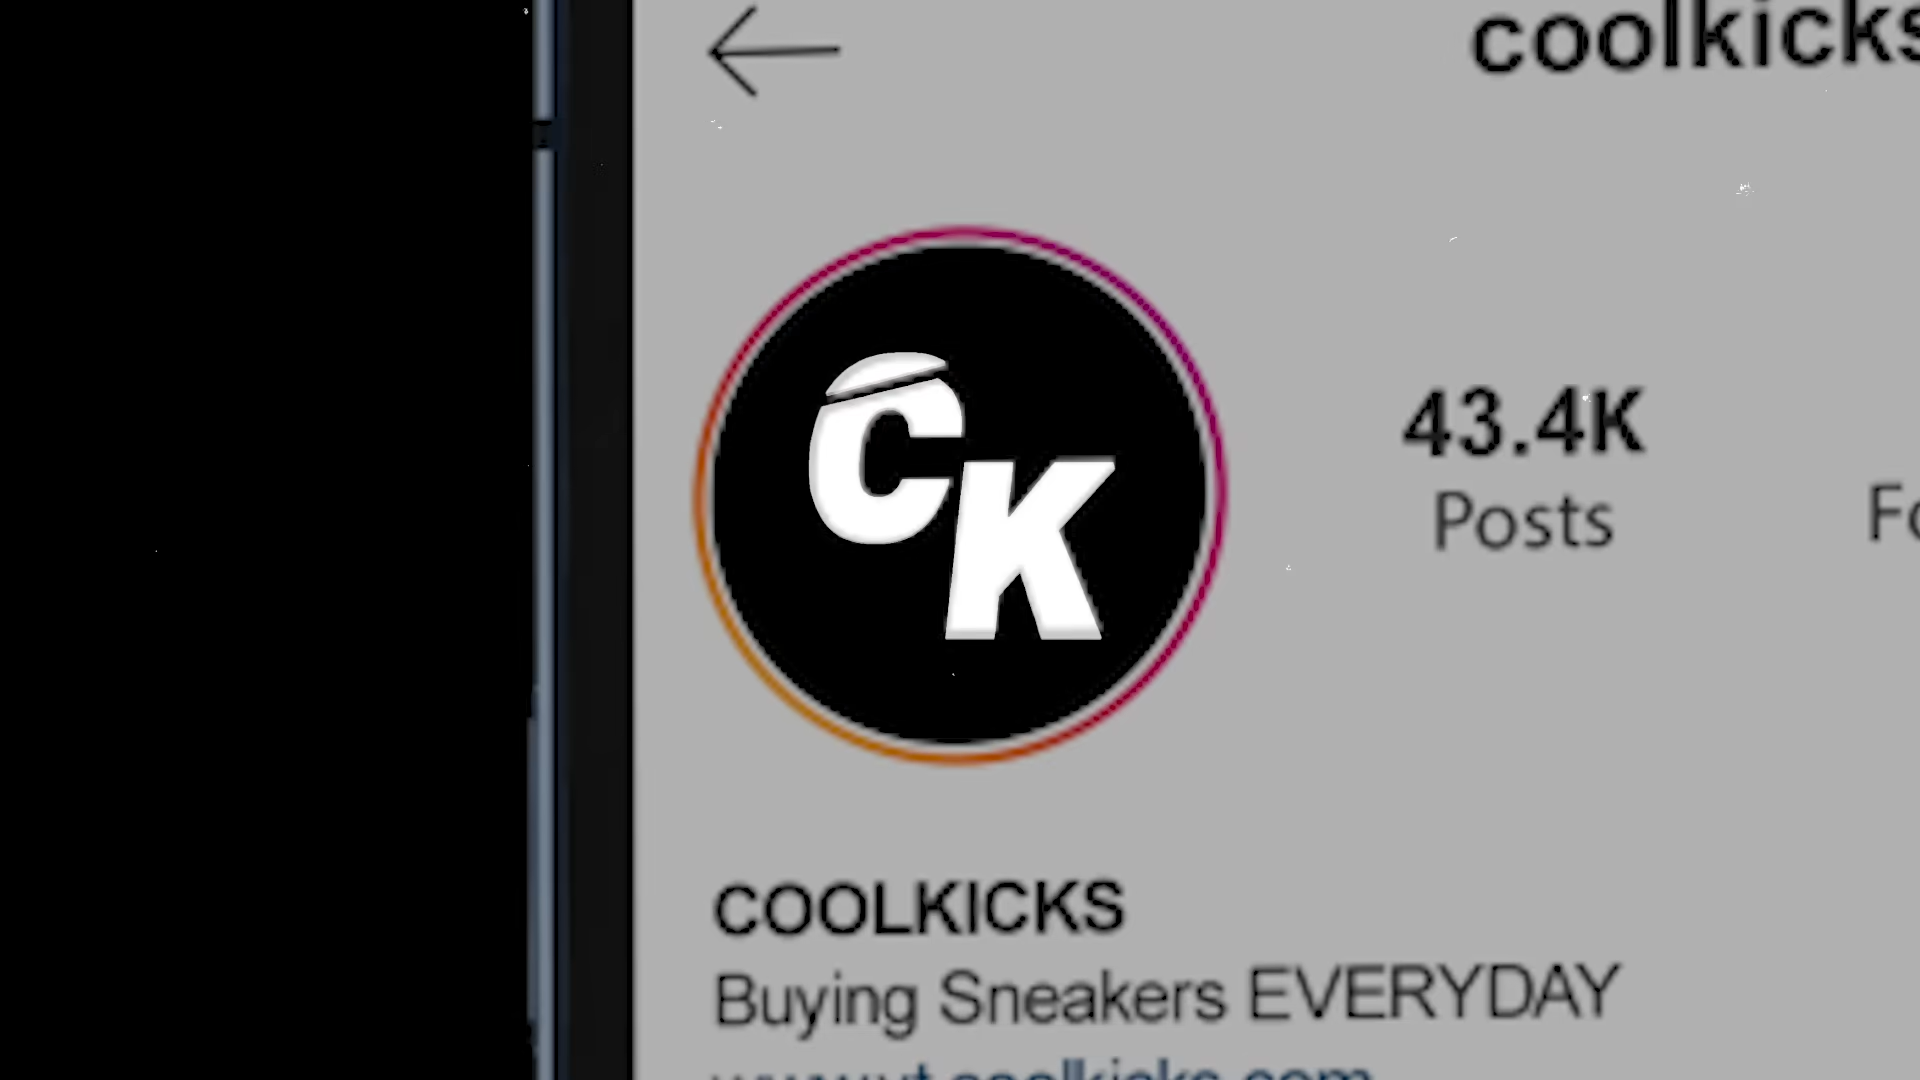 coolkicks
CK
43.4K
Posts
COOLKICKS
Buying Sneakers EVERYDAY